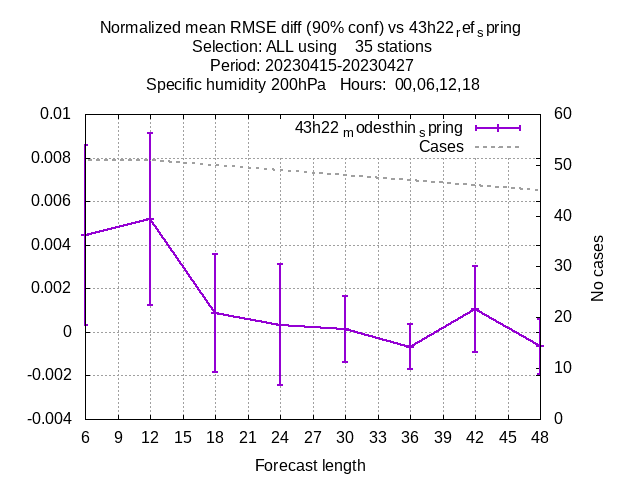 Normalized mean RMSE diff (90% conf) vs 43h22refspring
Selection: ALL using 35 stations
Period: 20230415-20230427
Specific humidity 200hPa Hours: 00,06,12,18
43h22modesthinspring
Cases
0.01
0.008
0.006
0.004
0.002
0
-0.002
-0.004
60
50
40
30
20
10
0
No cases
6 9 12 15 18 21 24 27 30 33 36 39 42 45 48
Forecast length